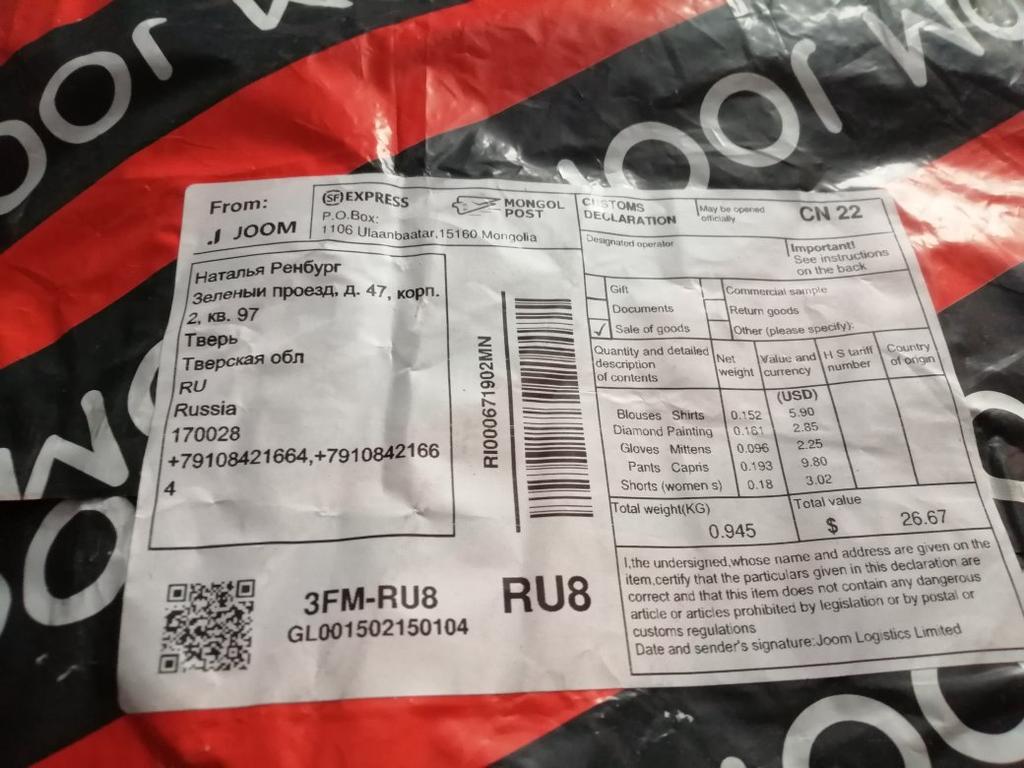 JOOM
From:
JOOM
SF EXPRESS
P.O.Box:
1106 Ulaanbaatar,15160 Mongolia
MONGOL
POST
Наталья Ренбург
Зеленый проезд, д. 47, корп.
2, кв. 97
Тверь
Тверская обл
RU
Russia
170028
+79108421664,+7910842166
4
RI000671902MN
3FM-RU8
GL001502150104
RU8
CUSTOMS
DECLARATION
May be opened
officially
CN 22
Designated operator
Important!
See instructions
on the back
Gift
Commercial sample
Documents
Return goods
✓ Sale of goods
Other (please specify):
Quantity and detailed
description
of contents
Net
weight
Value and
currency
H S tariff
number
Country
of origin
(USD)
Blouses Shirts 0.152 5.90
Diamond Painting 0.161 2.85
Gloves Mittens 0.096 2.25
Pants Capris 0.193 9.80
Shorts (women s) 0.18 3.02
Total weight(KG)
0.945
Total value
$ 26.67
I,the undersigned,whose name and address are given on the
item,certify that the particulars given in this declaration are
correct and that this item does not contain any dangerous
article or articles prohibited by legislation or by postal or
customs regulations
Date and sender's signature:Joom Logistics Limited